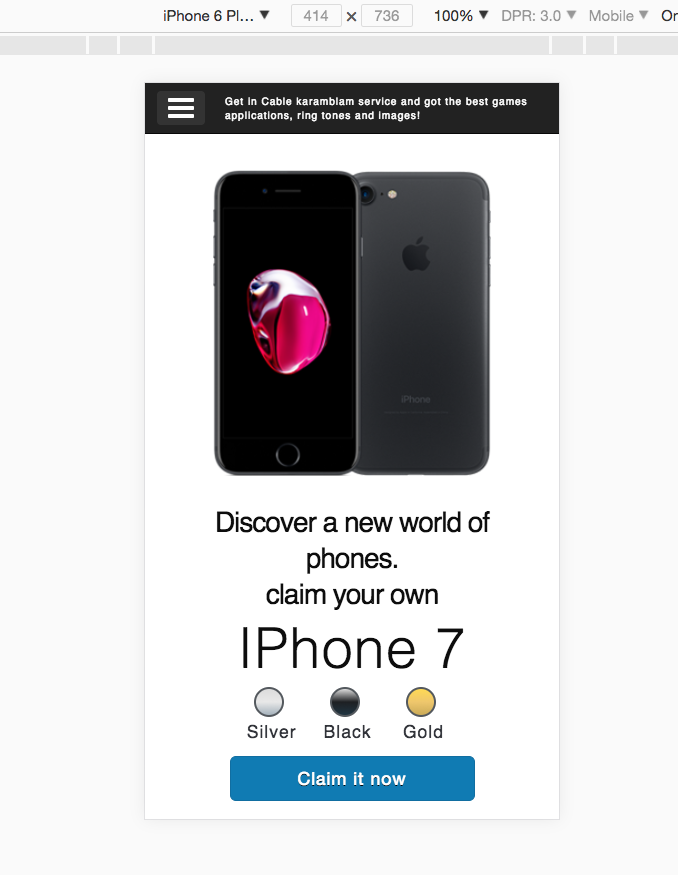 iPhone 6 Pl... ▼ 414 × 736 100% ▼ DPR: 3.0 ▼ Mobile ▼ Or
Get in Cable karamblam service and got the best games
applications, ring tones and images!
iPhone
Discover a new world of
phones.
claim your own
IPhone 7
Silver Black Gold
Claim it now